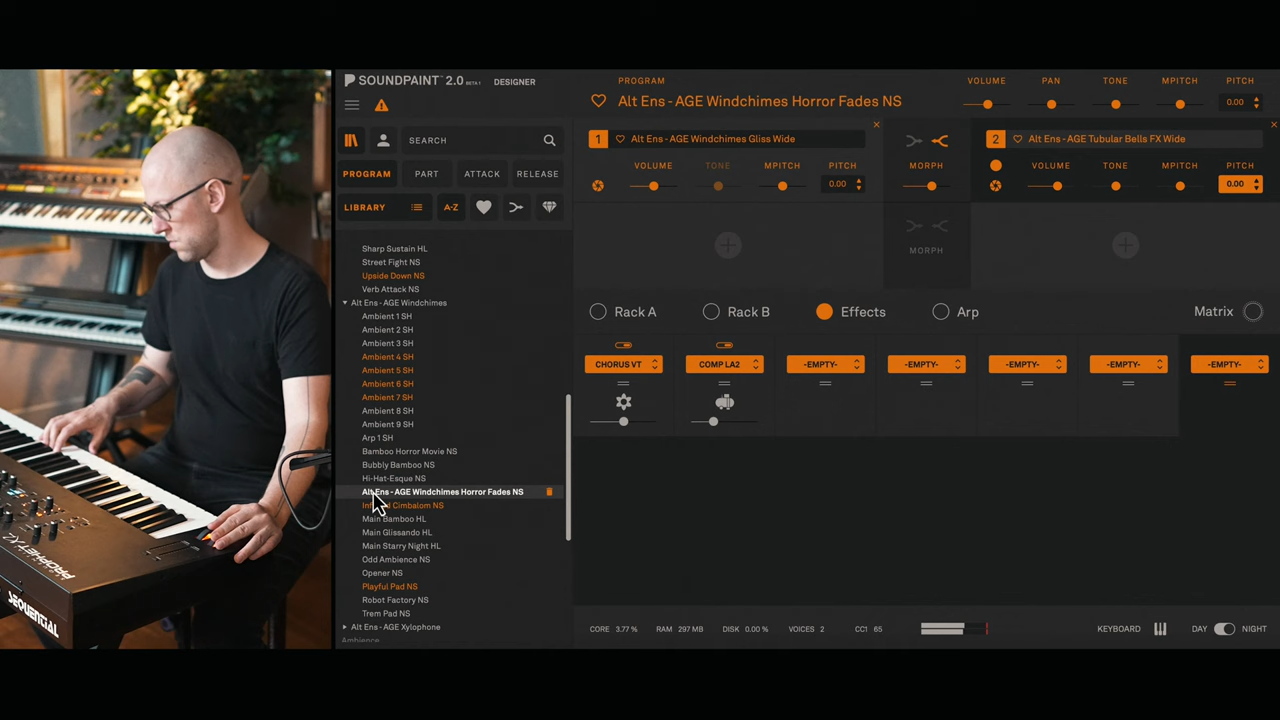 SOUNDPAINT™ 2.0 BETA1 DESIGNER
SEARCH
PROGRAM PART ATTACK RELEASE
LIBRARY A-Z
Sharp Sustain HL
Street Fight NS
Upside Down NS
Verb Attack NS
Alt Ens - AGE Windchimes
Ambient 1 SH
Ambient 2 SH
Ambient 3 SH
Ambient 4 SH
Ambient 5 SH
Ambient 6 SH
Ambient 7 SH
Ambient 8 SH
Ambient 9 SH
Arp 1 SH
Bamboo Horror Movie NS
Bubbly Bamboo NS
Hi-Hat-Esque NS
Alt Ens - AGE Windchimes Horror Fades NS
Cimbalom NS
Main Bamboo HL
Main Glissando HL
Main Starry Night HL
Odd Ambience NS
Opener NS
Playful Pad NS
Robot Factory NS
Trem Pad NS
Alt Ens - AGE Xylophone
Ambience
PROGRAM
Alt Ens - AGE Windchimes Horror Fades NS
VOLUME PAN TONE MPITCH PITCH
0.00
1 Alt Ens - AGE Windchimes Gliss Wide
VOLUME TONE MPITCH PITCH
0.00
MORPH
MORPH
2 Alt Ens - AGE Tubular Bells FX Wide
VOLUME TONE MPITCH PITCH
0.00
Rack A Rack B Effects Arp Matrix
CHORUS VT COMP LA2 -EMPTY- -EMPTY- -EMPTY- -EMPTY- -EMPTY-
CORE 3.77 % RAM 297 MB DISK 0.00 % VOICES 2 CC1 65 KEYBOARD DAY NIGHT
PROPHET XL
SEQUENTIAL